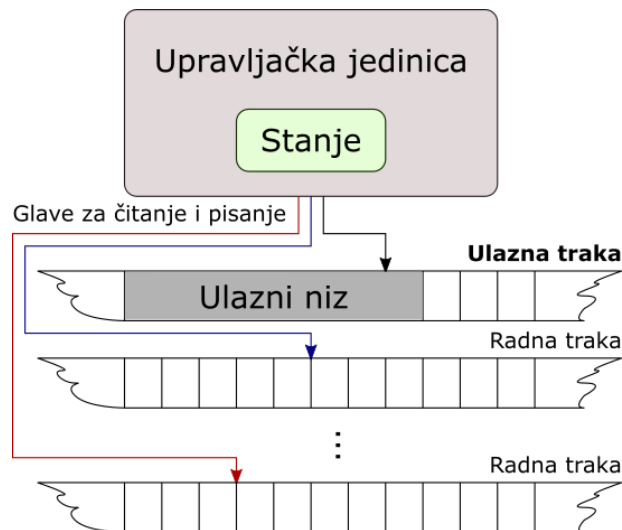 Upravljačka jedinica
Stanje
Glave za čitanje i pisanje
Ulazna traka
Ulazni niz
Radna traka
⋮
Radna traka